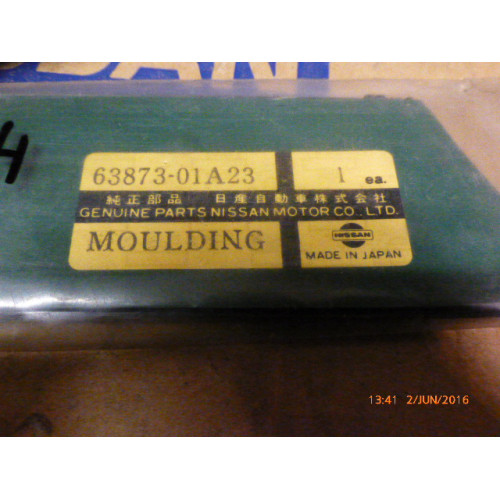 4
63873-01A23 1 ea.
純正部品 日産自動車株式会社
GENUINE PARTS NISSAN MOTOR CO., LTD.
MOULDING NISSAN
MADE IN JAPAN
13:41 2/JUN/2016